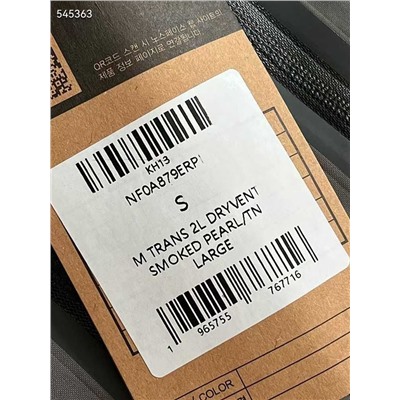 545363
QR코드 스캔 시 노스페이스 웹 사이트의
제품 정보 페이지로 연결됩니다
KH13
NF0A879ERP
S
M TRANS 2L DRYVENT
SMOKED PEARL/TN
LARGE
1 965755 767716
/ COLOR